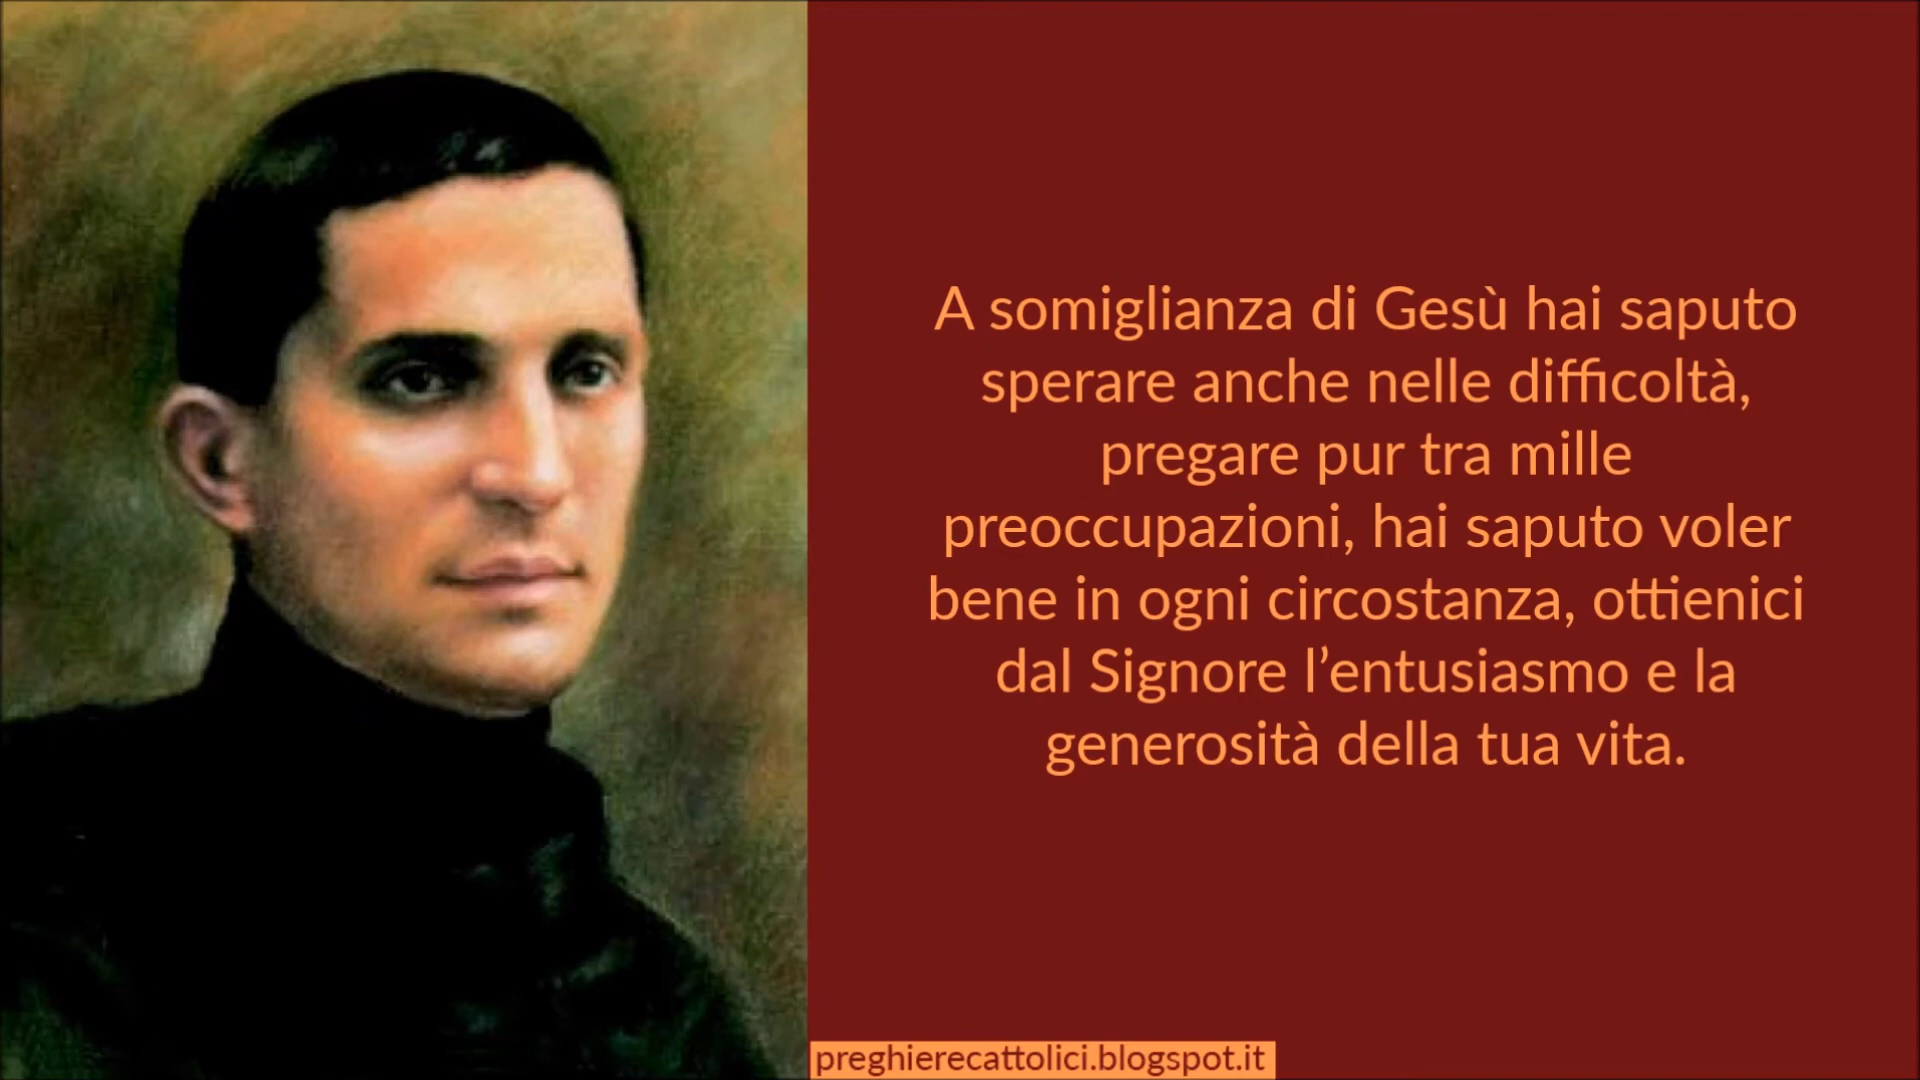 A somiglianza di Gesù hai saputo
sperare anche nelle difficoltà,
pregare pur tra mille
preoccupazioni, hai saputo voler
bene in ogni circostanza, ottienici
dal Signore l’entusiasmo e la
generosità della tua vita.
preghierecattolici.blogspot.it